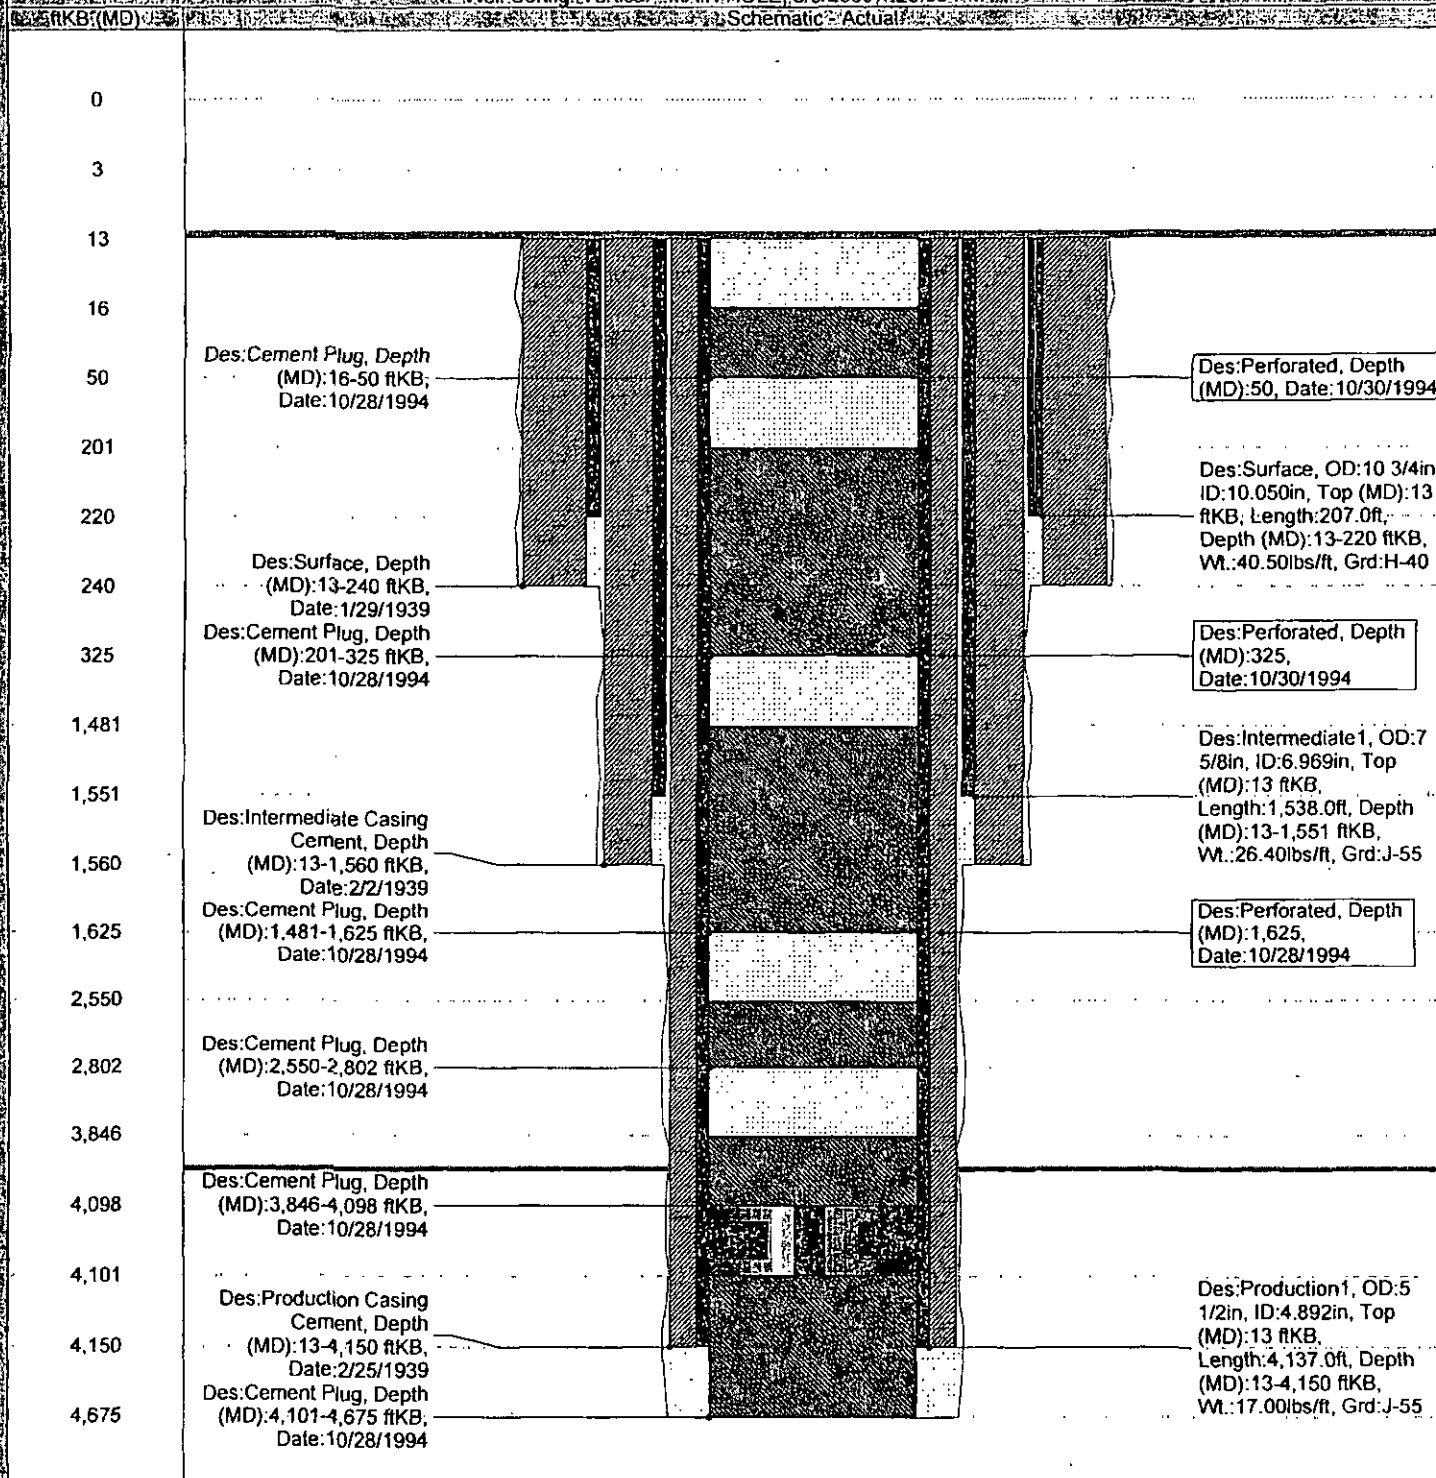 ftKB (MD)
Schematic - Actual
0
3
13
16
50
201
220
240
325
1,481
1,551
1,560
1,625
2,550
2,802
3,846
4,098
4,101
4,150
4,675
Des:Cement Plug, Depth
(MD):16-50 ftKB,
Date:10/28/1994
Des:Surface, Depth
(MD):13-240 ftKB,
Date:1/29/1939
Des:Cement Plug, Depth
(MD):201-325 ftKB,
Date:10/28/1994
Des:Intermediate Casing
Cement, Depth
(MD):13-1,560 ftKB,
Date:2/2/1939
Des:Cement Plug, Depth
(MD):1,481-1,625 ftKB,
Date:10/28/1994
Des:Cement Plug, Depth
(MD):2,550-2,802 ftKB,
Date:10/28/1994
Des:Cement Plug, Depth
(MD):3,846-4,098 ftKB,
Date:10/28/1994
Des:Production Casing
Cement, Depth
(MD):13-4,150 ftKB,
Date:2/25/1939
Des:Cement Plug, Depth
(MD):4,101-4,675 ftKB,
Date:10/28/1994
Des:Perforated, Depth
(MD):50, Date:10/30/1994
Des:Surface, OD:10 3/4in
ID:10.050in, Top (MD):13
ftKB, Length:207.0ft,
Depth (MD):13-220 ftKB,
Wt.:40.50lbs/ft, Grd:H-40
Des:Perforated, Depth
(MD):325,
Date:10/30/1994
Des:Intermediate1, OD:7
5/8in, ID:6.969in, Top
(MD):13 ftKB,
Length:1,538.0ft, Depth
(MD):13-1,551 ftKB,
Wt.:26.40lbs/ft, Grd:J-55
Des:Perforated, Depth
(MD):1,625,
Date:10/28/1994
Des:Production1, OD:5
1/2in, ID:4.892in, Top
(MD):13 ftKB,
Length:4,137.0ft, Depth
(MD):13-4,150 ftKB,
Wt.:17.00lbs/ft, Grd:J-55